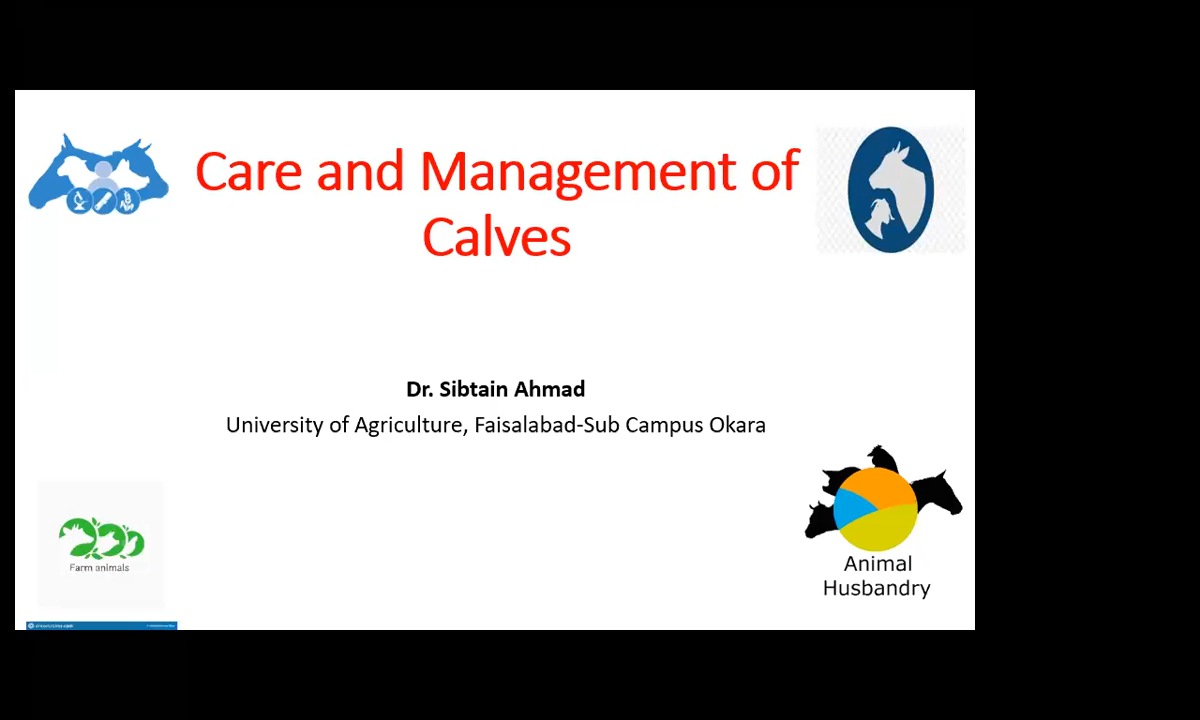 Care and Management of
Calves
Dr. Sibtain Ahmad
University of Agriculture, Faisalabad-Sub Campus Okara
Farm animals
Animal
Husbandry